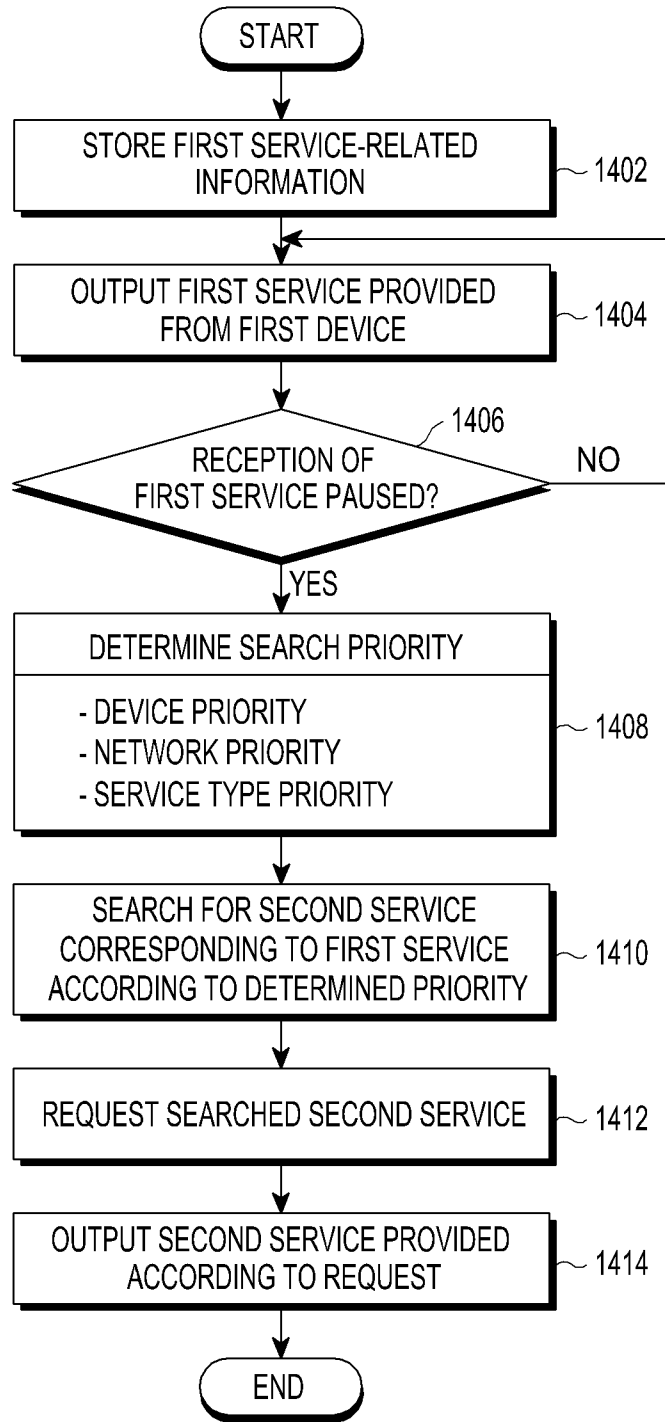 START
STORE FIRST SERVICE-RELATED
INFORMATION
1402
OUTPUT FIRST SERVICE PROVIDED
FROM FIRST DEVICE
1404
1406
RECEPTION OF
FIRST SERVICE PAUSED?
NO
YES
DETERMINE SEARCH PRIORITY
- DEVICE PRIORITY
- NETWORK PRIORITY
- SERVICE TYPE PRIORITY
1408
SEARCH FOR SECOND SERVICE
CORRESPONDING TO FIRST SERVICE
ACCORDING TO DETERMINED PRIORITY
1410
REQUEST SEARCHED SECOND SERVICE
1412
OUTPUT SECOND SERVICE PROVIDED
ACCORDING TO REQUEST
1414
END